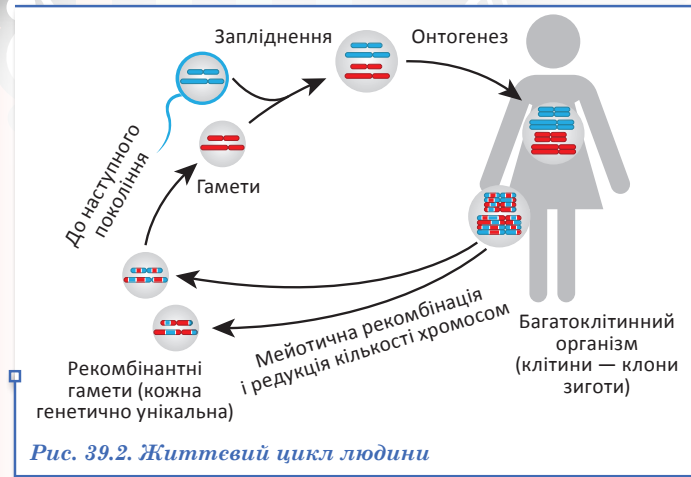 Запліднення
Онтогенез
До наступного
покоління
Гамети
Мейотична рекомбінація
і редукція кількості хромосом
Рекомбінантні
гамети (кожна
генетично унікальна)
Багатоклітинний
організм
(клітини — клони
зиготи)
Рис. 39.2. Життєвий цикл людини